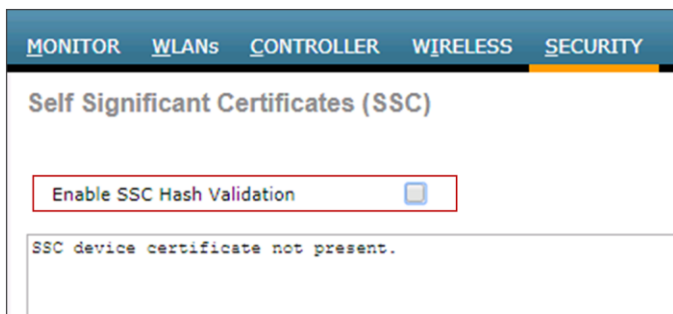 MONITOR WLANs CONTROLLER WIRELESS SECURITY
Self Significant Certificates (SSC)
Enable SSC Hash Validation
SSC device certificate not present.